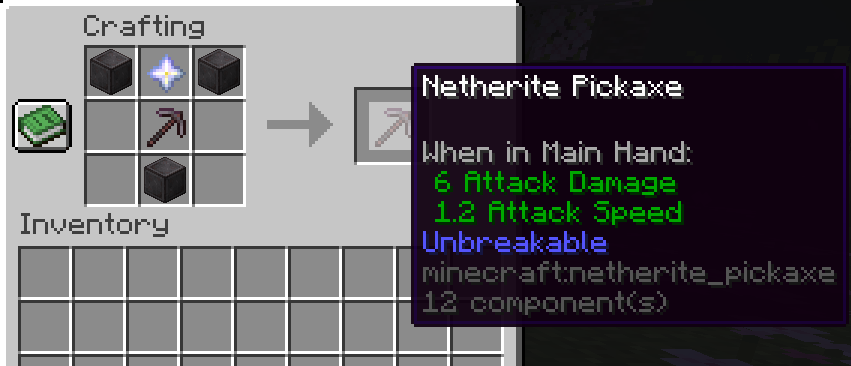 Crafting
Netherite Pickaxe
When in Main Hand:
6 Attack Damage
1.2 Attack Speed
Unbreakable
minecraft:netherite_pickaxe
12 component(s)
Inventory